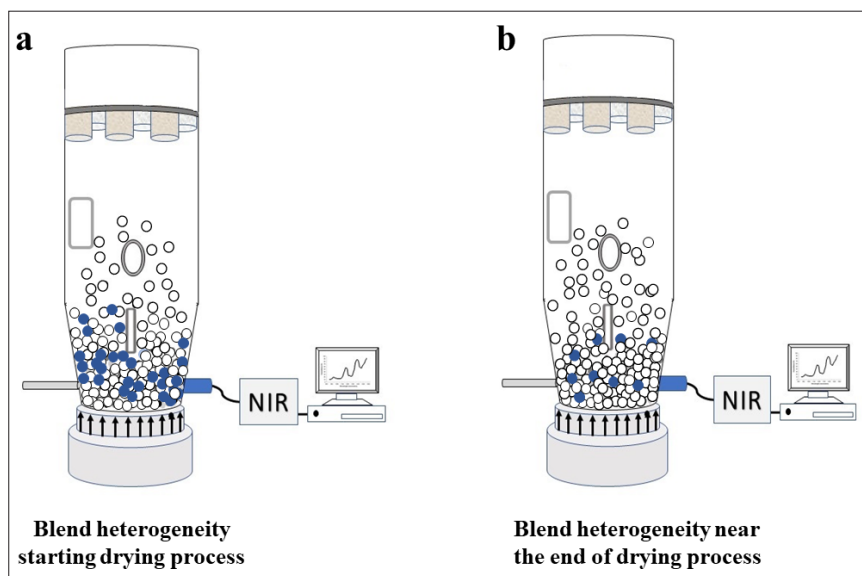 a
b
NIR
NIR
Blend heterogeneity
starting drying process
Blend heterogeneity near
the end of drying process